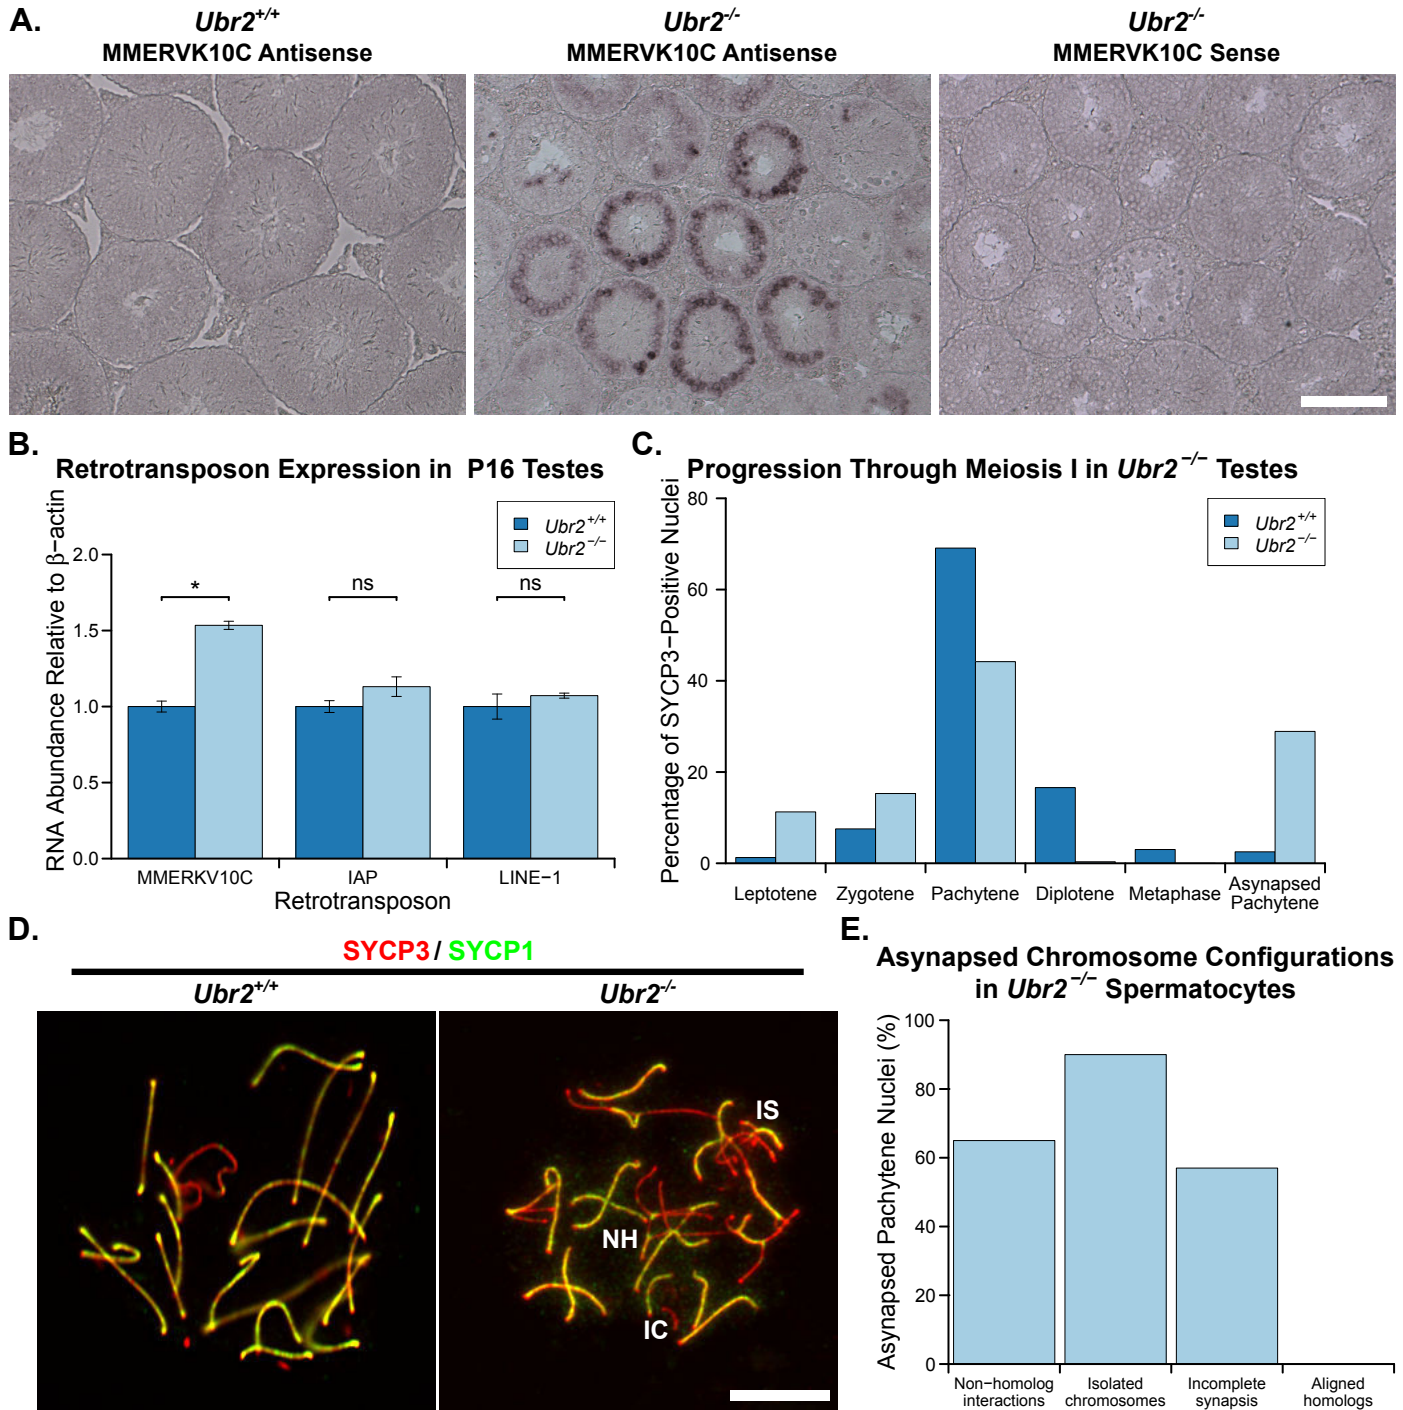 A.
Ubr2+/+
MMERVK10C Antisense
Ubr2-/-
MMERVK10C Antisense
Ubr2-/-
MMERVK10C Sense
B.
Retrotransposon Expression in P16 Testes
RNA Abundance Relative to β−actin
Ubr2+/+
Ubr2−/−
2.0
1.5
1.0
0.5
0.0
*
ns
ns
MMERKV10C
IAP
LINE−1
Retrotransposon
C.
Progression Through Meiosis I in Ubr2−/− Testes
Percentage of SYCP3−Positive Nuclei
Ubr2+/+
Ubr2−/−
80
60
40
20
0
Leptotene
Zygotene
Pachytene
Diplotene
Metaphase
Asynapsed
Pachytene
D.
SYCP3 / SYCP1
Ubr2+/+
Ubr2-/-
IS
NH
IC
E.
Asynapsed Chromosome Configurations
in Ubr2−/− Spermatocytes
Asynapsed Pachytene Nuclei (%)
100
80
60
40
20
0
Non−homolog
interactions
Isolated
chromosomes
Incomplete
synapsis
Aligned
homologs